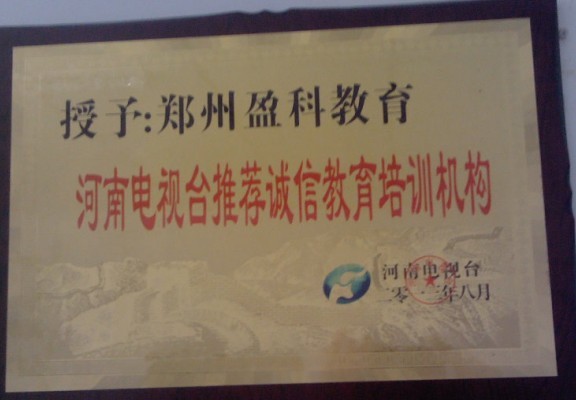 授予:郑州盈科教育
河南电视台推荐诚信教育培训机构
河南电视台
二零一三年八月